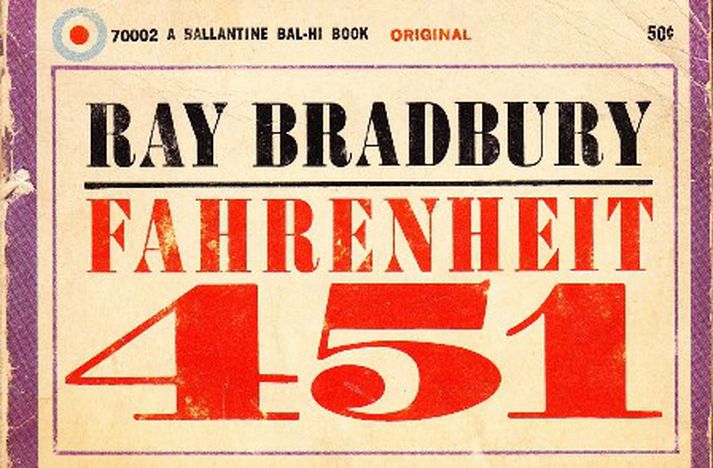 70002 A BALLANTINE BAL-HI BOOK ORIGINAL 50¢
RAY BRADBURY
FAHRENHEIT
451